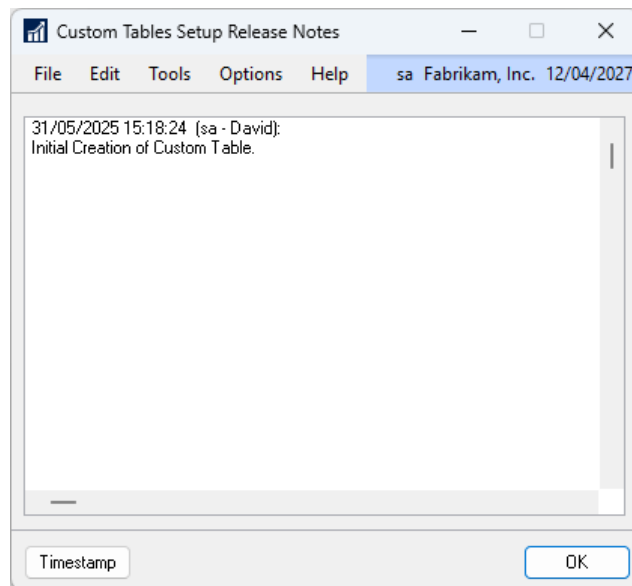 Custom Tables Setup Release Notes
File Edit Tools Options Help sa Fabrikam, Inc. 12/04/2027
31/05/2025 15:18:24 (sa - David):
Initial Creation of Custom Table.
Timestamp OK